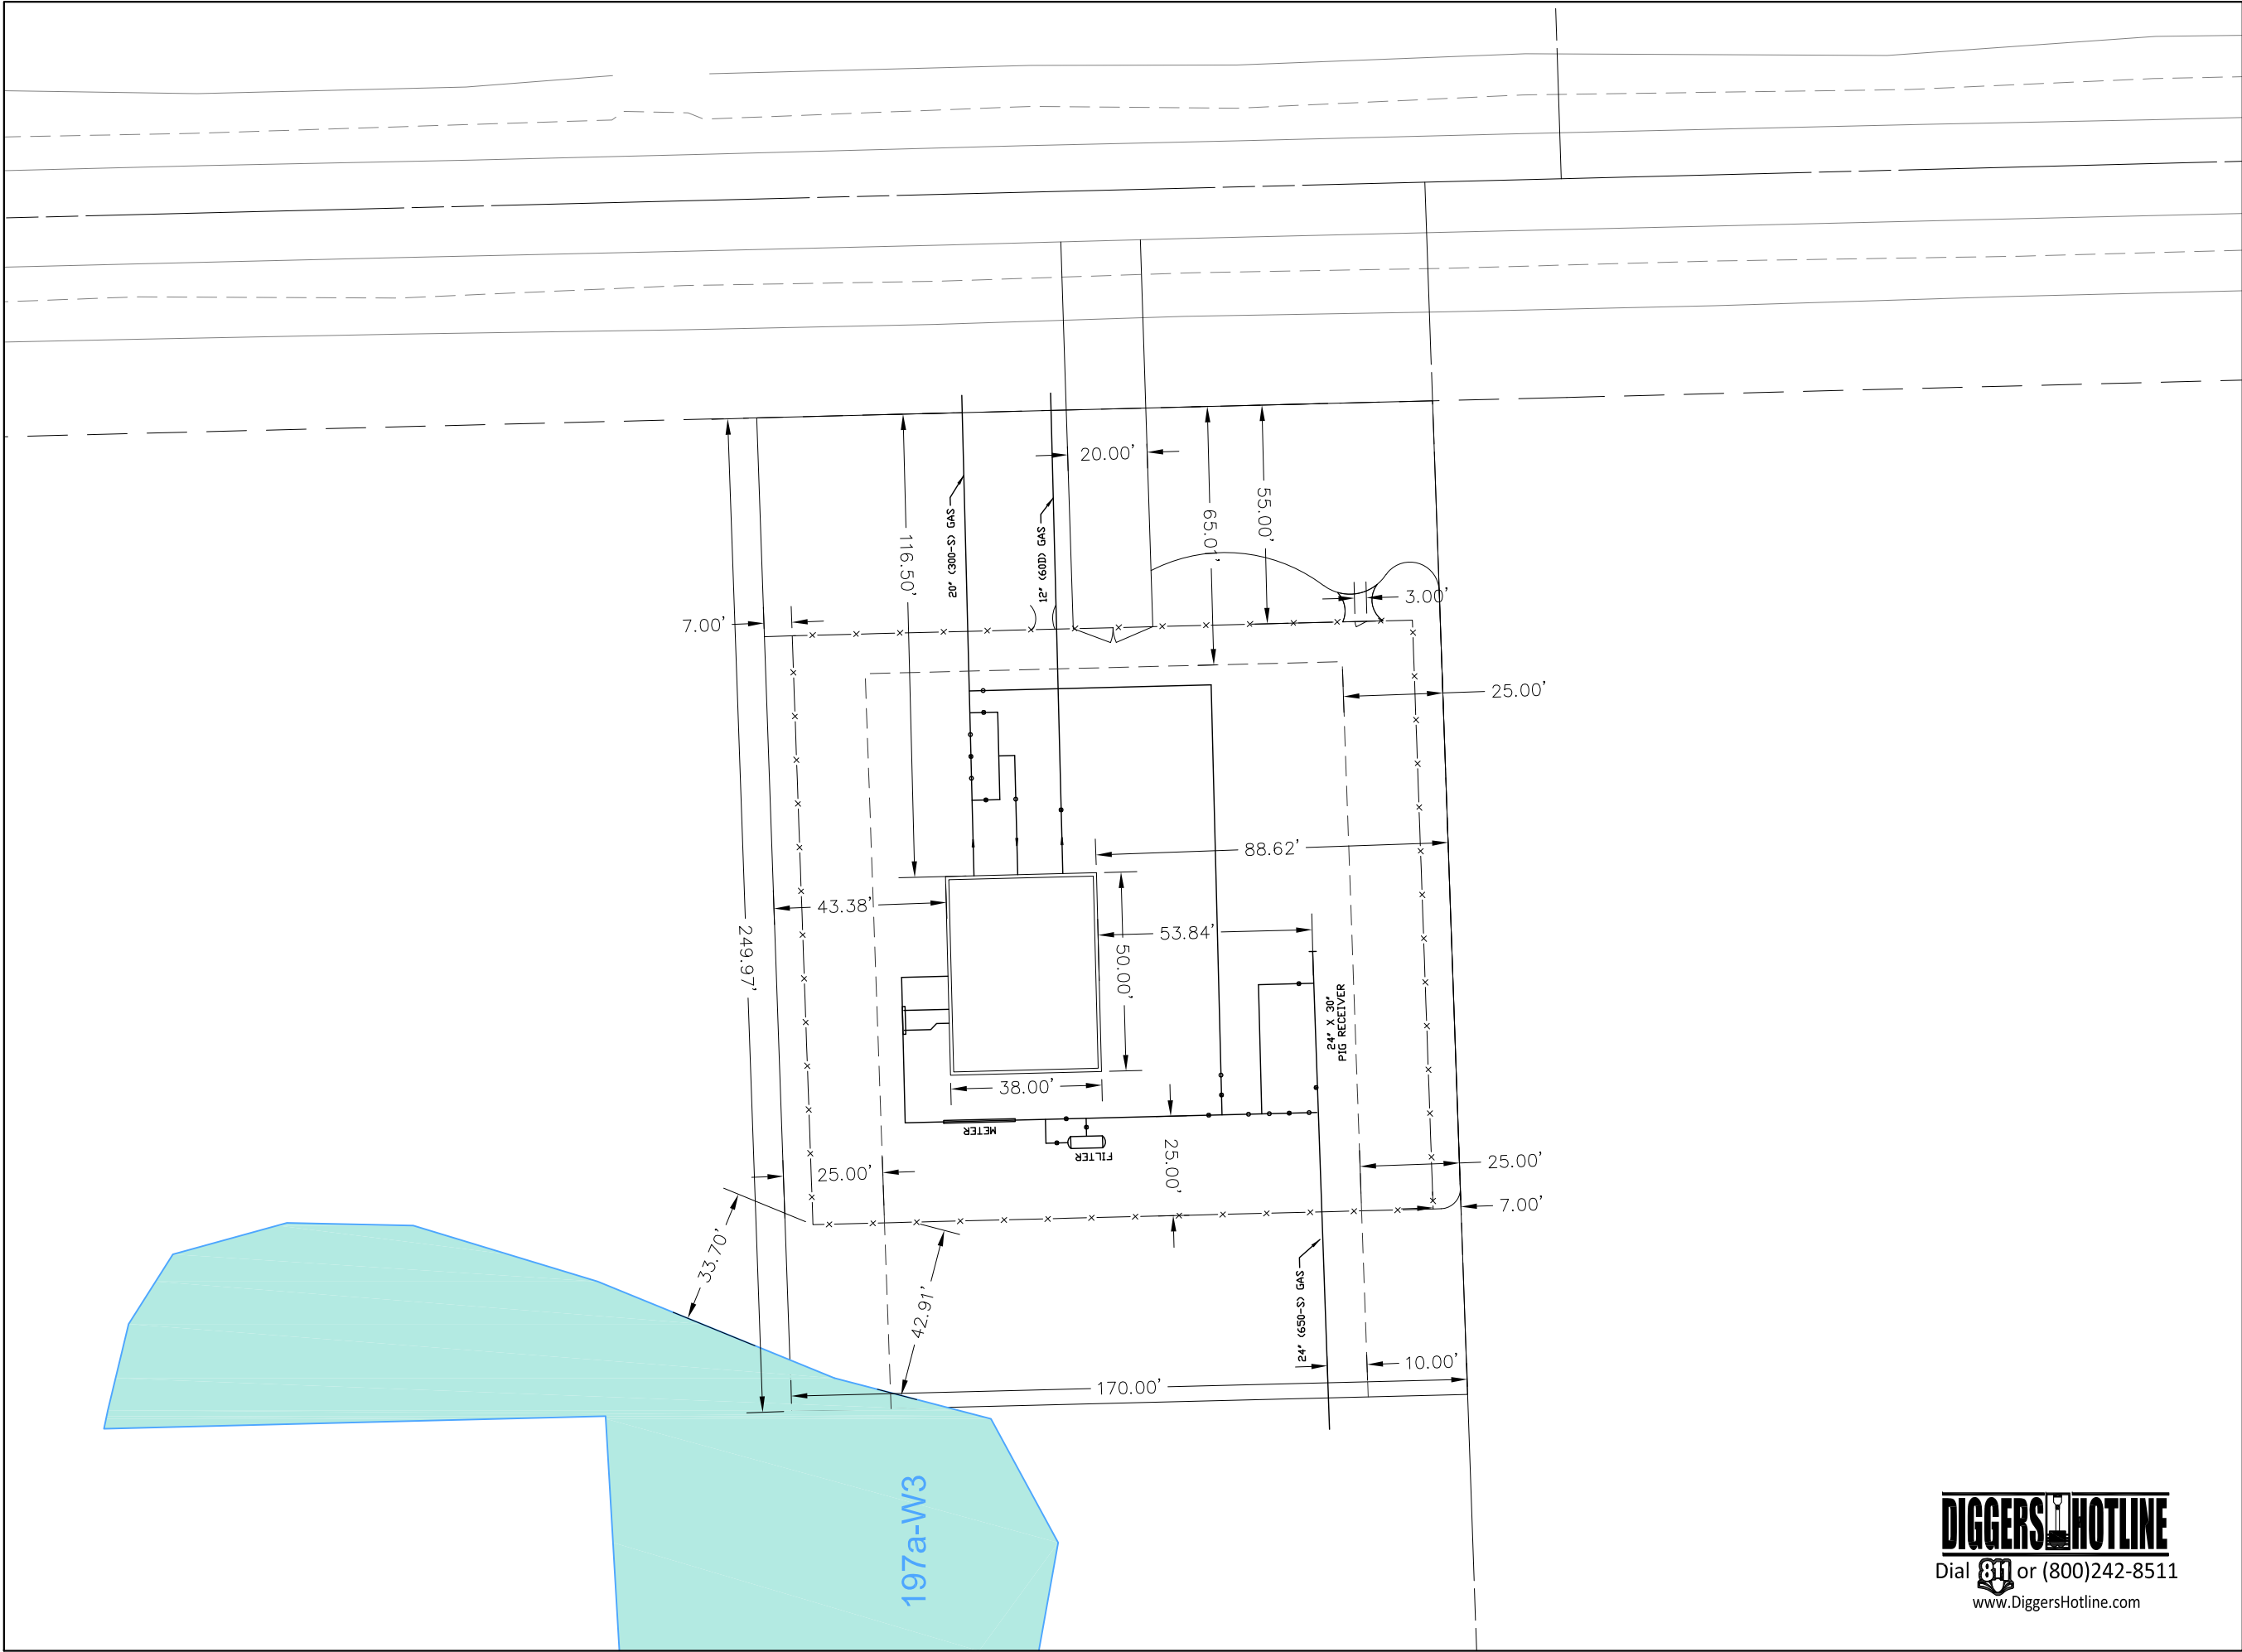 20.00'
116.50'
20" (300-S) GAS
12" (60D) GAS
65.01'
55.00'
7.00'
3.00'
25.00'
88.62'
43.38'
53.84'
249.97'
50.00'
24" X 30"
PIG RECEIVER
38.00'
METER
FILTER
25.00'
25.00'
25.00'
7.00'
33.70'
42.91'
24" (650-S) GAS
10.00'
170.00'
197a-W3
DIGGERS HOTLINE
Dial 811 or (800)242-8511
www.DiggersHotline.com